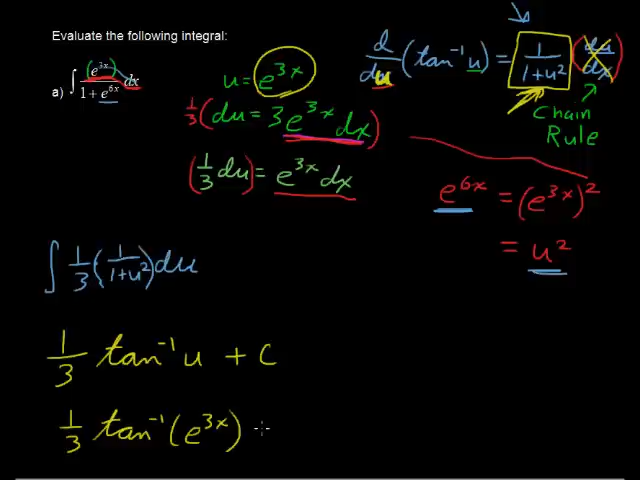 Evaluate the following integral:
a) ∫ (e^{3x}) dx / (1 + e^{6x})
u = e^{3x}
1/3 (du = 3e^{3x} dx)
(1/3 du) = e^{3x} dx
d/du (tan⁻¹ u) = 1/(1+u²) (du/dx)
Chain
Rule
e^{6x} = (e^{3x})²
= u²
∫ 1/3 (1/(1+u²)) du
1/3 tan⁻¹ u + C
1/3 tan⁻¹ (e^{3x}) -